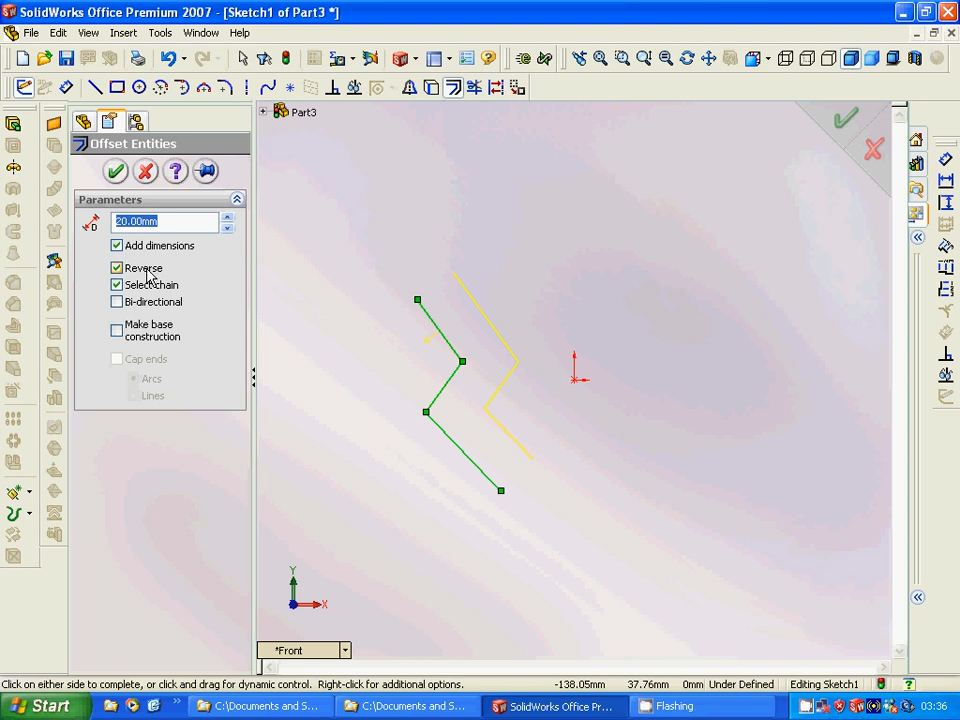 SolidWorks Office Premium 2007 - [Sketch1 of Part3 *]
File Edit View Insert Tools Window Help
Part3
Offset Entities
Parameters
D
20.00mm
Add dimensions
Reverse
Select chain
Bi-directional
Make base
construction
Cap ends
Arcs
Lines
Y
X
*Front
Click on either side to complete, or click and drag for dynamic control. Right-click for additional options.
-138.05mm 37.76mm 0mm Under Defined Editing Sketch1
Start C:\Documents and S... C:\Documents and S... SolidWorks Office Pr... Flashing 03:36